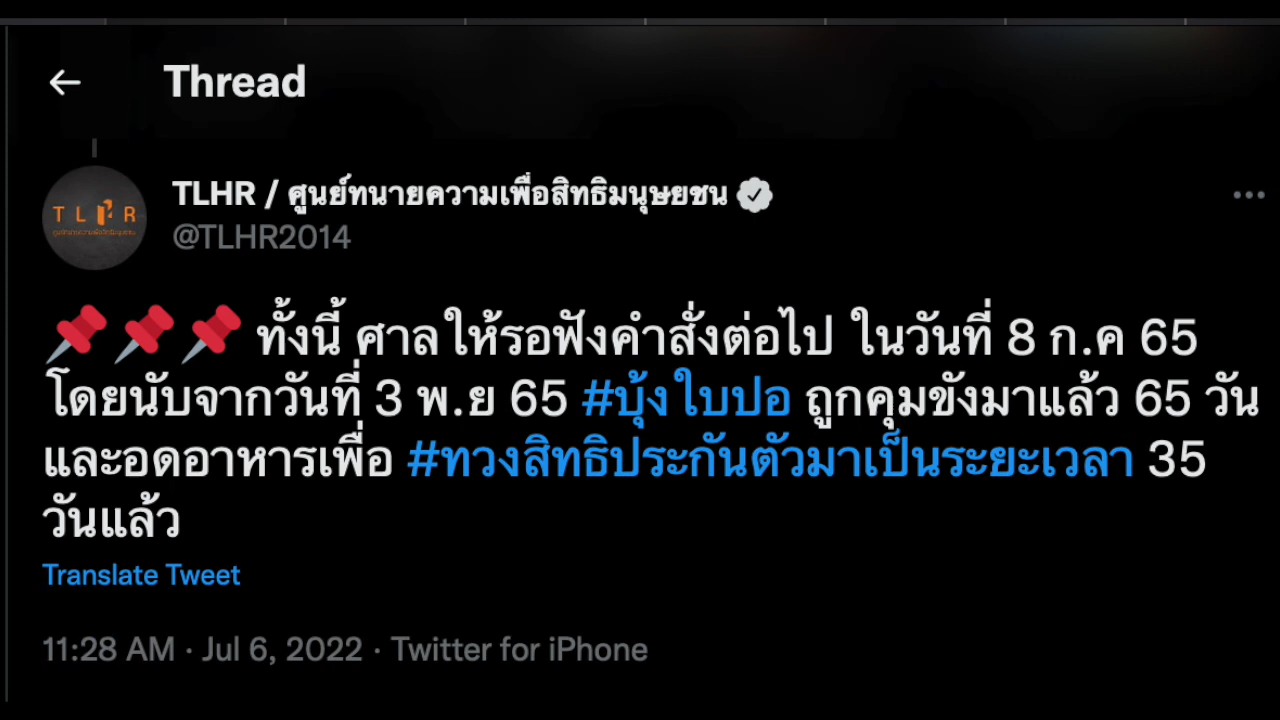 Thread
TLHR / ศูนย์ทนายความเพื่อสิทธิมนุษยชน
@TLHR2014
TLHR
📌📌📌 ทั้งนี้ ศาลให้รอฟังคำสั่งต่อไป ในวันที่ 8 ก.ค 65
โดยนับจากวันที่ 3 พ.ย 65 #บุ้งใบปอ ถูกคุมขังมาแล้ว 65 วัน
และอดอาหารเพื่อ #ทวงสิทธิประกันตัวมาเป็นระยะเวลา 35
วันแล้ว
Translate Tweet
11:28 AM · Jul 6, 2022 · Twitter for iPhone